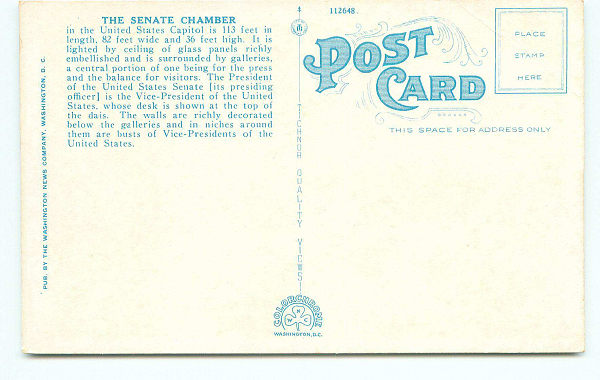 THE SENATE CHAMBER
in the United States Capitol is 113 feet in
length, 82 feet wide and 36 feet high. It is
lighted by ceiling of glass panels richly
embellished and is surrounded by galleries,
a central portion of one being for the press
and the balance for visitors. The President
of the United States Senate [its presiding
officer] is the Vice-President of the United
States, whose desk is shown at the top of
the dais. The walls are richly decorated
below the galleries and in niches around
them are busts of Vice-Presidents of the
United States.
PUB. BY THE WASHINGTON NEWS COMPANY, WASHINGTON, D. C.
4
112648
TICHNOR QUALITY VIEWS
COLORCHROME
W N C
WASHINGTON, D.C.
POST
CARD
THIS SPACE FOR ADDRESS ONLY
PLACE
STAMP
HERE